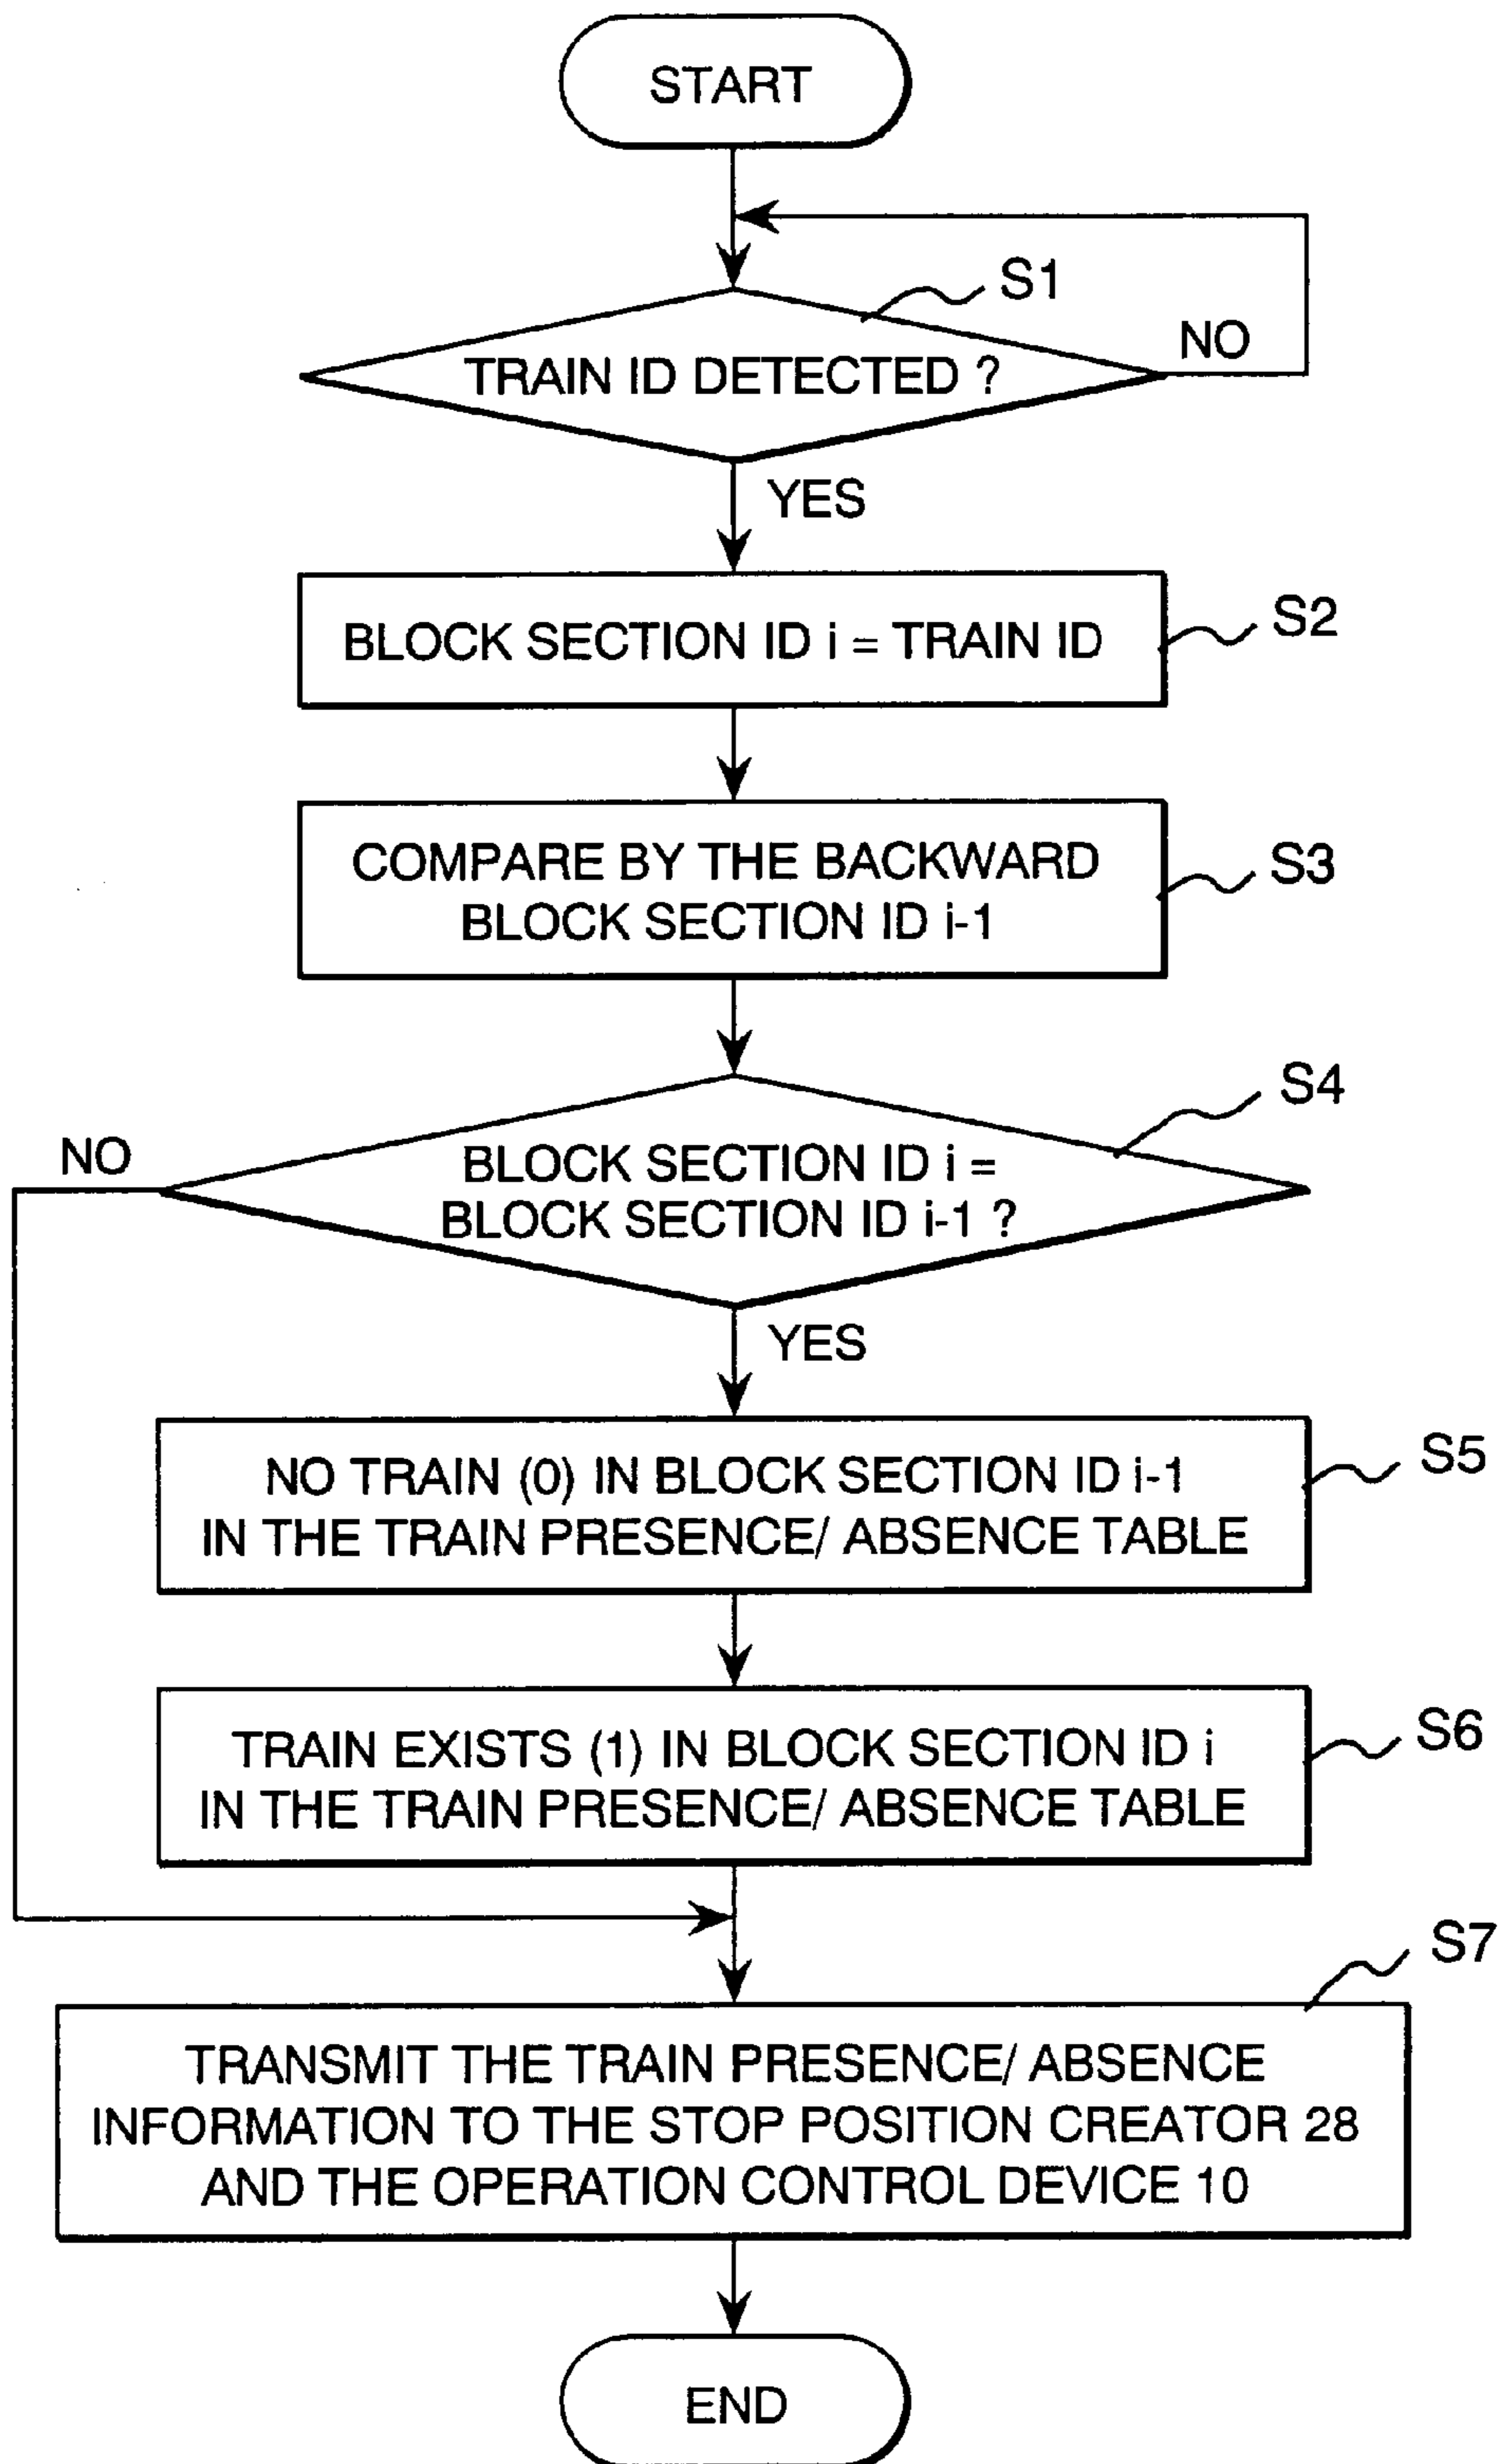 START
S1
NO
TRAIN ID DETECTED ?
YES
BLOCK SECTION ID i = TRAIN ID
S2
COMPARE BY THE BACKWARD
BLOCK SECTION ID i-1
S3
S4
NO
BLOCK SECTION ID i =
BLOCK SECTION ID i-1 ?
YES
NO TRAIN (0) IN BLOCK SECTION ID i-1
IN THE TRAIN PRESENCE/ ABSENCE TABLE
S5
TRAIN EXISTS (1) IN BLOCK SECTION ID i
IN THE TRAIN PRESENCE/ ABSENCE TABLE
S6
S7
TRANSMIT THE TRAIN PRESENCE/ ABSENCE
INFORMATION TO THE STOP POSITION CREATOR 28
AND THE OPERATION CONTROL DEVICE 10
END